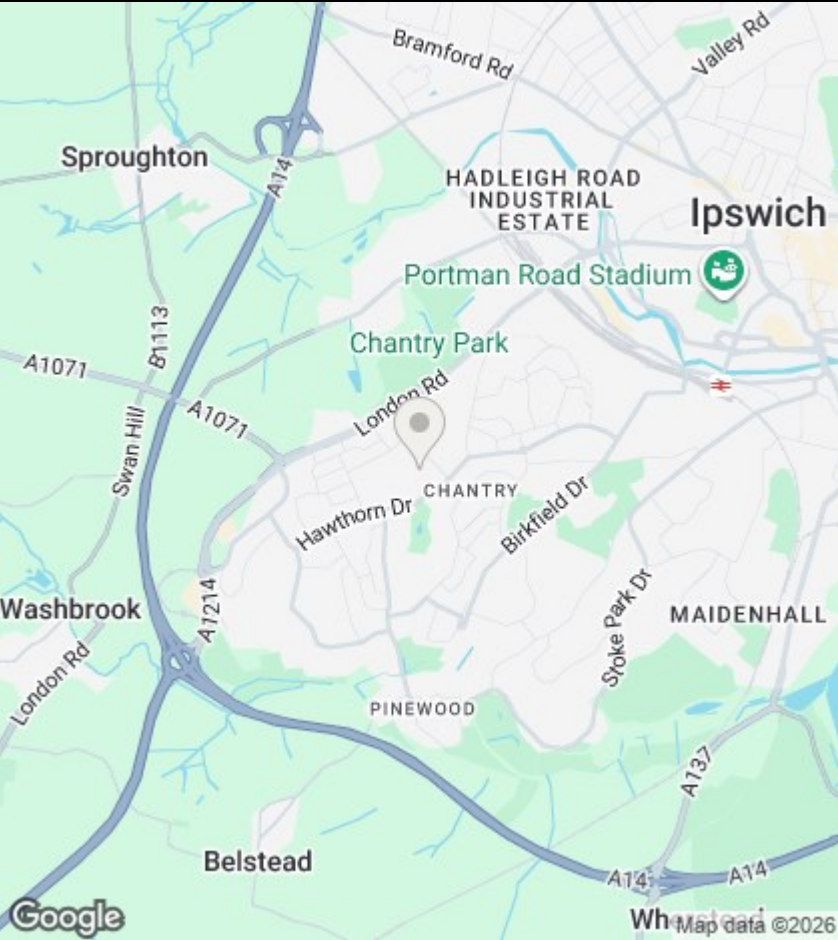 Bramford Rd
Valley Rd
Sproughton
A14
HADLEIGH ROAD
INDUSTRIAL
ESTATE
Ipswich
Portman Road Stadium
B1113
Chantry Park
A1071
London Rd
A1071
Swan Hill
CHANTRY
Hawthorn Dr
Birkfield Dr
A1214
Washbrook
Stoke Park Dr
MAIDENHALL
London Rd
PINEWOOD
A137
Belstead
A14
A14
Google
Wherstead
Map data ©2026